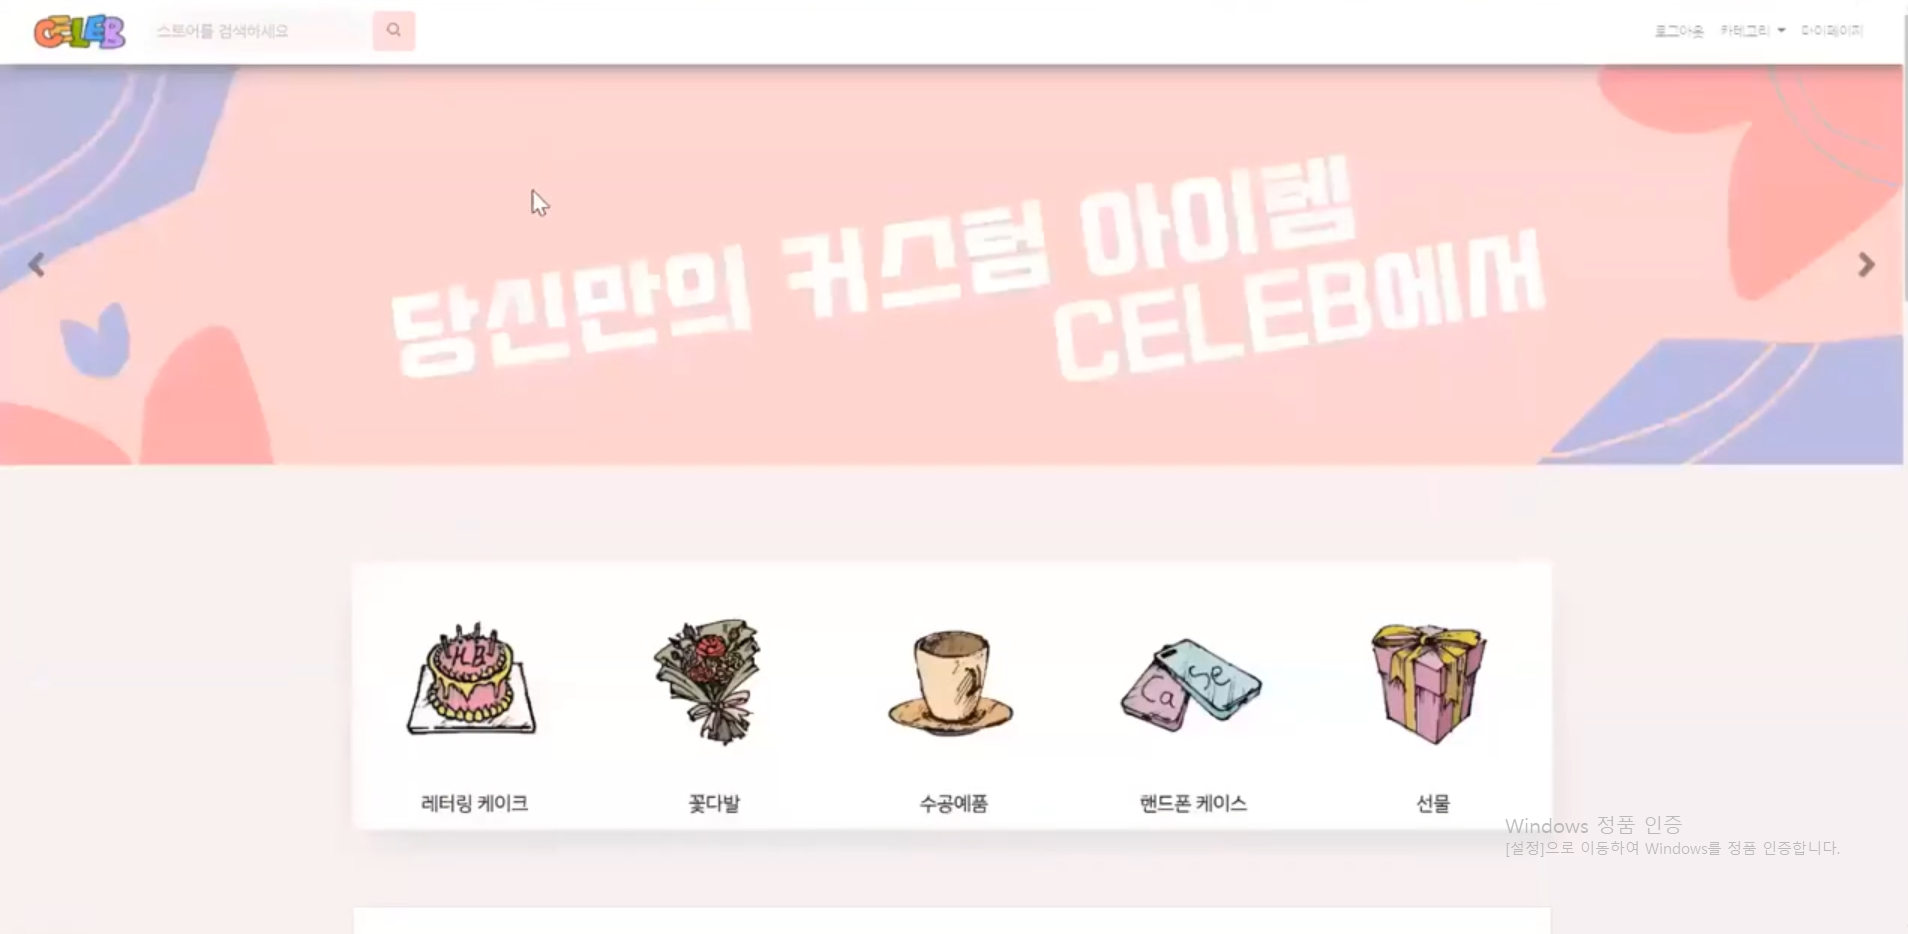 CELEB
스토어를 검색하세요
로그아웃 카테고리 마이페이지
당신만의 커스텀 아이템
CELEB에서
H.B
Ca
se
레터링 케이크
꽃다발
수공예품
핸드폰 케이스
선물
Windows 정품 인증
[설정]으로 이동하여 Windows를 정품 인증합니다.